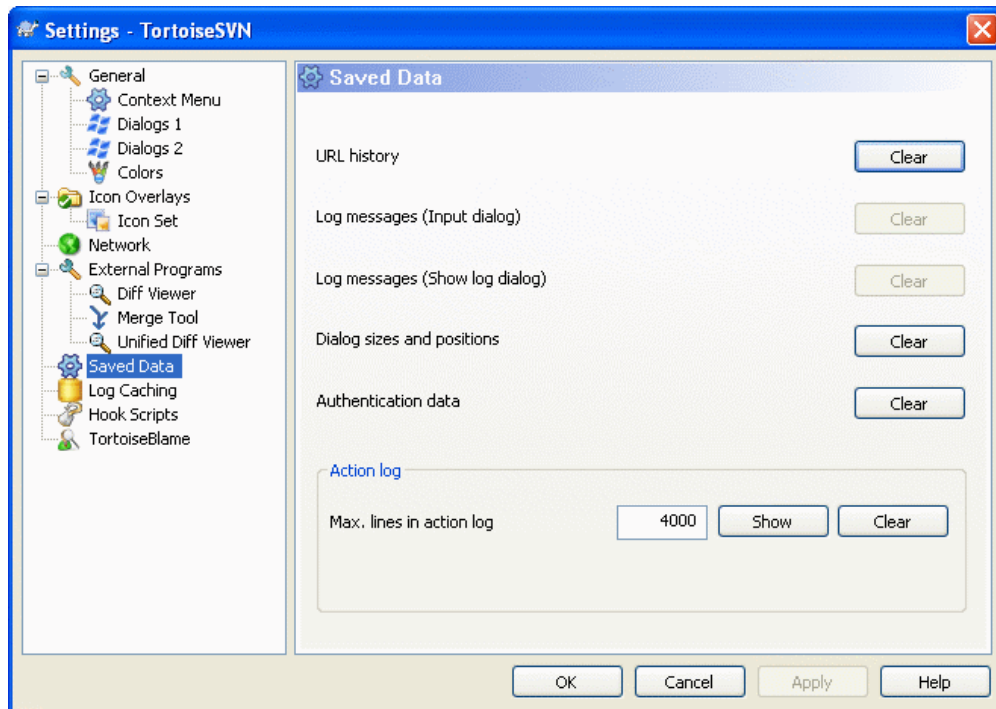 Settings - TortoiseSVN
General
Context Menu
Dialogs 1
Dialogs 2
Colors
Icon Overlays
Icon Set
Network
External Programs
Diff Viewer
Merge Tool
Unified Diff Viewer
Saved Data
Log Caching
Hook Scripts
TortoiseBlame
Saved Data
URL history Clear
Log messages (Input dialog) Clear
Log messages (Show log dialog) Clear
Dialog sizes and positions Clear
Authentication data Clear
Action log
Max. lines in action log 4000 Show Clear
OK Cancel Apply Help